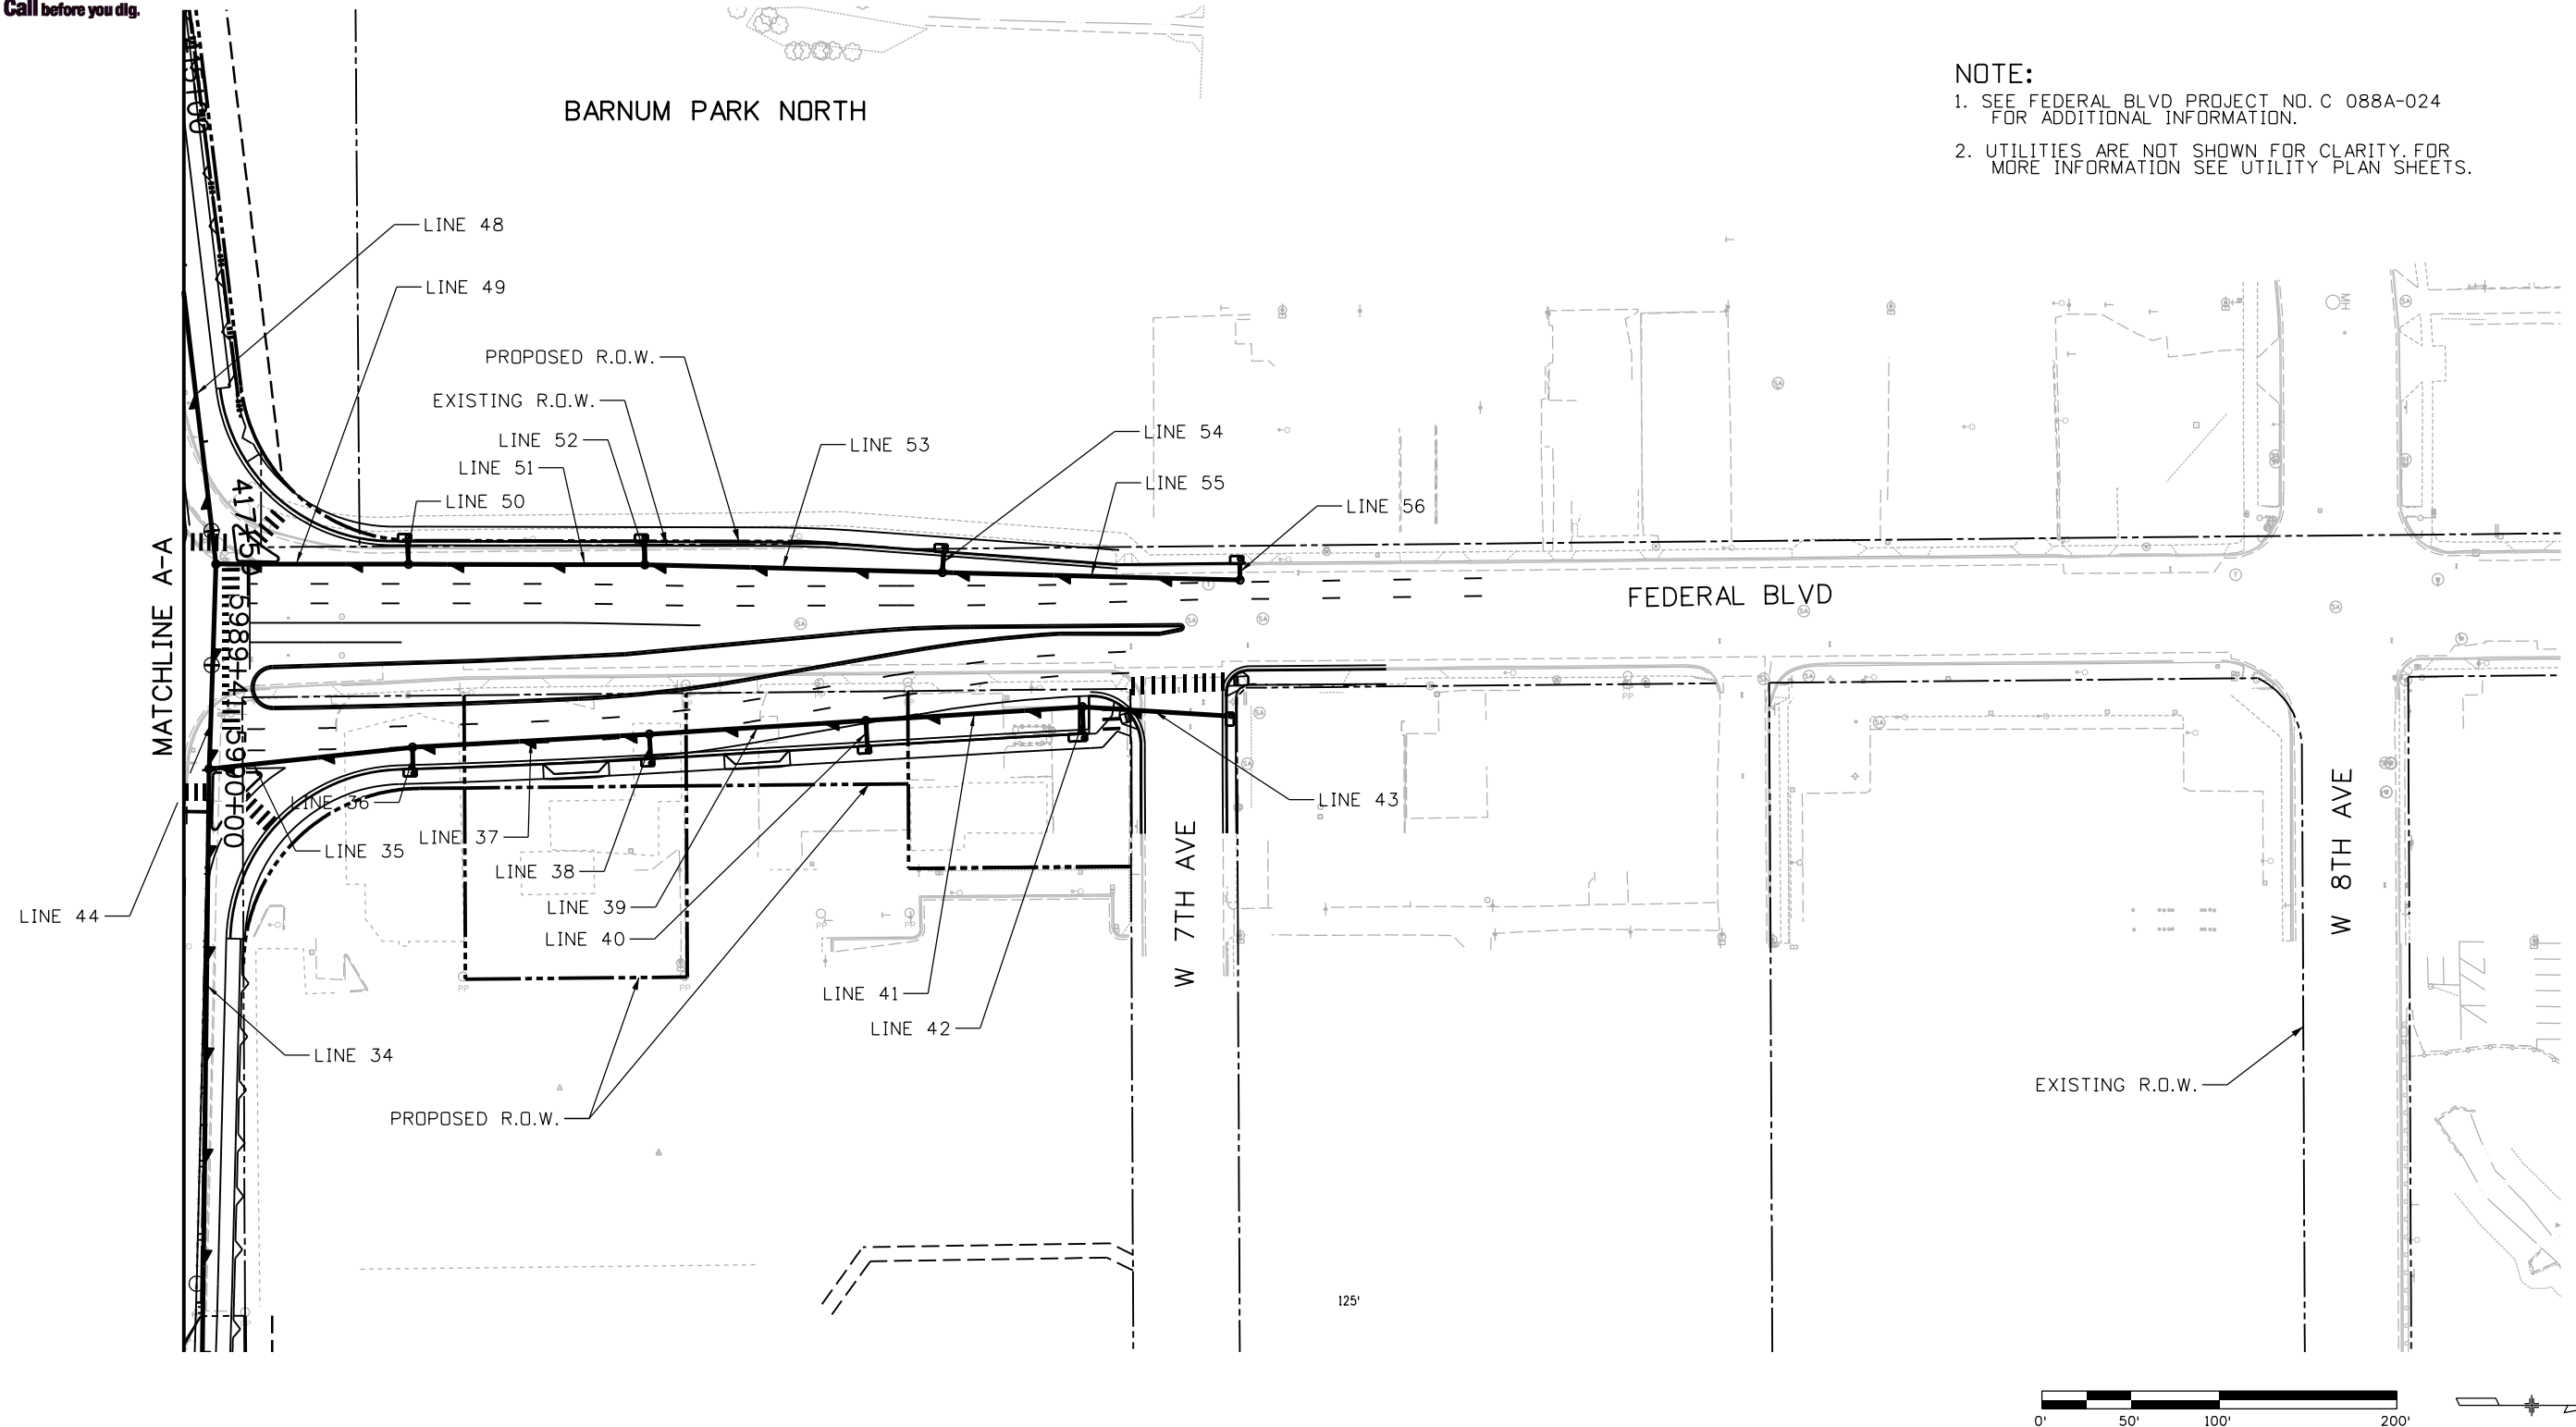 Call before you dig.
NOTE:
1. SEE FEDERAL BLVD PROJECT NO. C 088A-024
FOR ADDITIONAL INFORMATION.
2. UTILITIES ARE NOT SHOWN FOR CLARITY. FOR
MORE INFORMATION SEE UTILITY PLAN SHEETS.
BARNUM PARK NORTH
LINE 48
LINE 49
PROPOSED R.O.W.
EXISTING R.O.W.
LINE 52
LINE 51
LINE 50
LINE 53
LINE 54
LINE 55
LINE 56
MATCHLINE A-A
FEDERAL BLVD
590+00
LINE 36
LINE 37
LINE 35
LINE 38
LINE 39
LINE 40
LINE 41
LINE 42
LINE 43
LINE 44
LINE 34
W 7TH AVE
W 8TH AVE
PROPOSED R.O.W.
EXISTING R.O.W.
125'
0' 50' 100' 200'